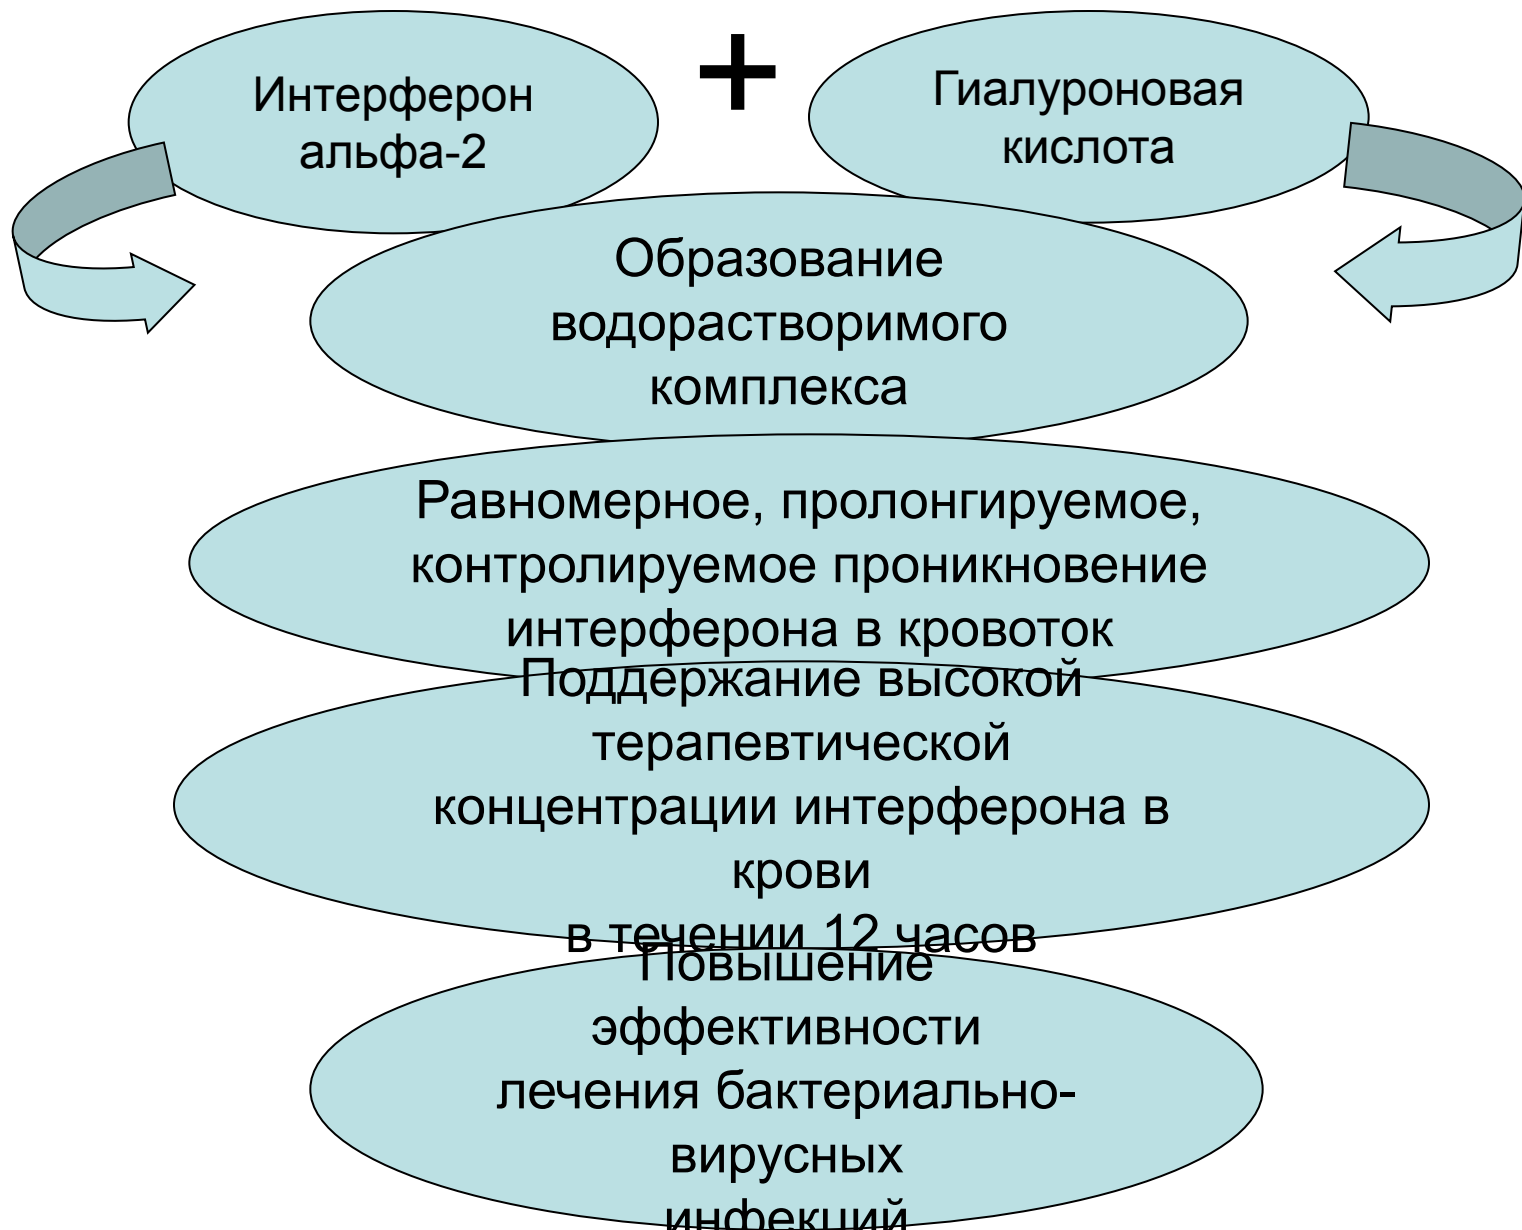 Интерферон
альфа-2
+
Гиалуроновая
кислота
Образование
водорастворимого
комплекса
Равномерное, пролонгируемое,
контролируемое проникновение
интерферона в кровоток
Поддержание высокой
терапевтической
концентрации интерферона в
крови
в течении 12 часов
Повышение
эффективности
лечения бактериально-
вирусных
инфекций